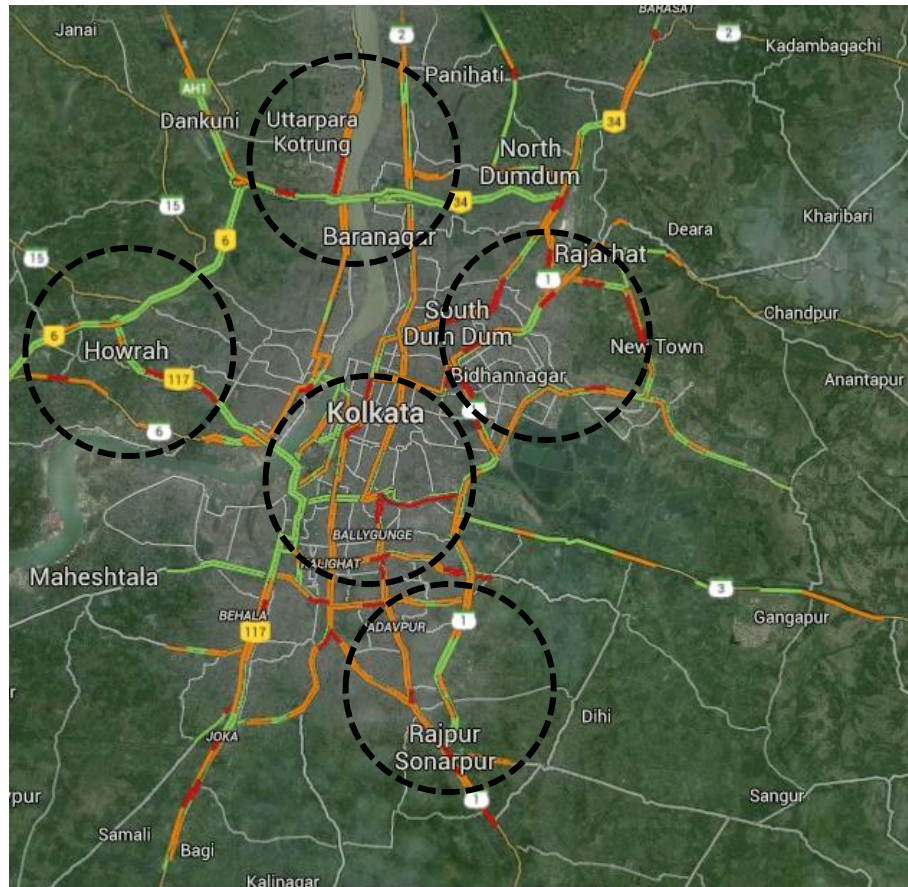 BARASAT
Janai
2
2
Kadambagachi
Panihati
AH1
Dankuni
Uttarpara
Kotrung
34
North
Dumdum
15
34
Kharibari
Deara
6
Baranagar
15
Rajarhat
1
South
Dum Dum
Chandpur
6
Howrah
New Town
117
Bidhannagar
Anantapur
Kolkata
6
BALLYGUNGE
KALIGHAT
Maheshtala
3
BEHALA
117
ADAVPUR
1
Gangapur
r
Dihi
JOKA
Rajpur
Sonarpur
ypur
1
Sangur
Samali
Bagi
Kalinagar